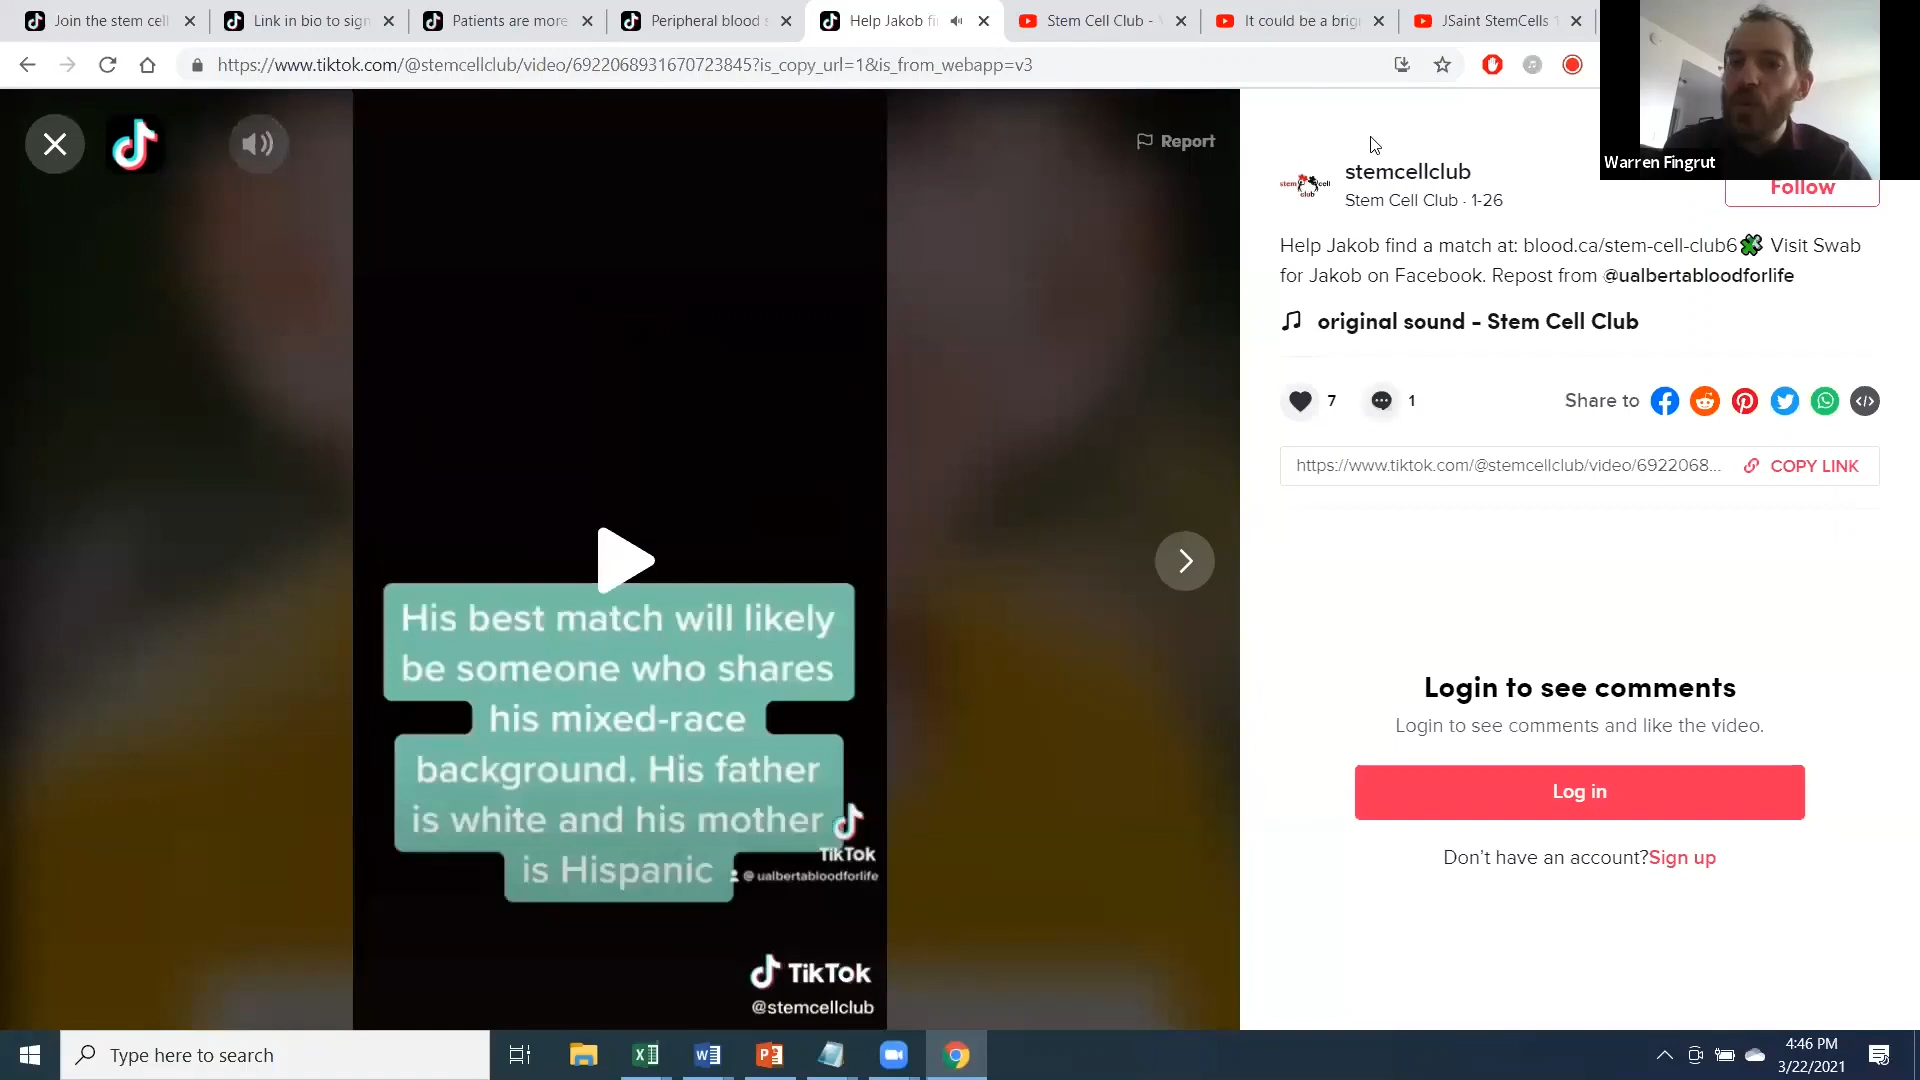 Join the stem cell
Link in bio to sign
Patients are more
Peripheral blood s
Help Jakob fi
Stem Cell Club -
It could be a brig
JSaint StemCells
https://www.tiktok.com/@stemcellclub/video/6922068931670723845?is_copy_url=1&is_from_webapp=v3
Warren Fingrut
Report
stemcellclub
Stem Cell Club · 1-26
Follow
Help Jakob find a match at: blood.ca/stem-cell-club6 Visit Swab
for Jakob on Facebook. Repost from @ualbertabloodforlife
original sound - Stem Cell Club
7
1
Share to
https://www.tiktok.com/@stemcellclub/video/6922068...
COPY LINK
Login to see comments
Login to see comments and like the video.
Log in
Don't have an account?Sign up
His best match will likely
be someone who shares
his mixed-race
background. His father
is white and his mother
is Hispanic
TikTok
@ualbertabloodforlife
TikTok
@stemcellclub
Type here to search
4:46 PM
3/22/2021